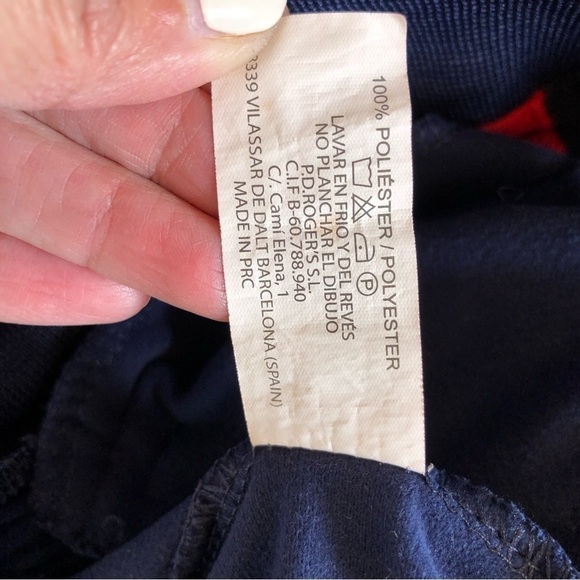 100% POLIÉSTER / POLYESTER
P
LAVAR EN FRIO Y DEL REVÉS
NO PLANCHAR EL DIBUJO
P.D.ROGER'S S.L.
C.I.F B-60.788.940
C/. Camí Elena, 1
VILASSAR DE DALT BARCELONA (SPAIN)
MADE IN PRC